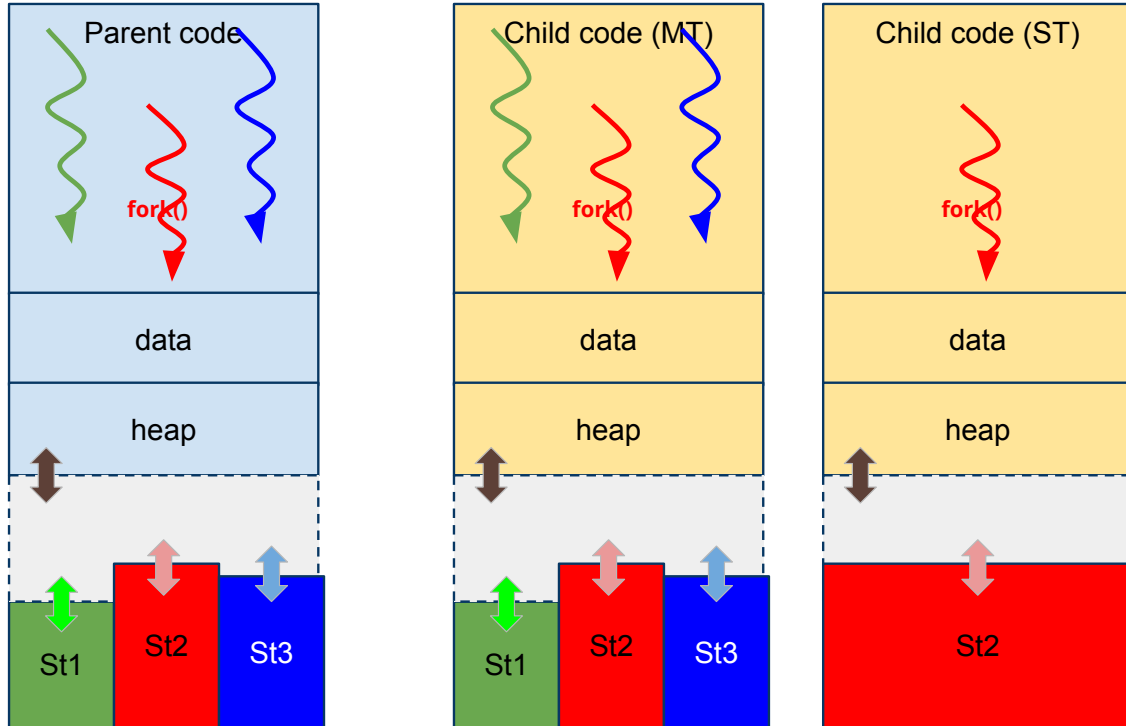 Parent code
fork()
data
heap
St1
St2
St3
Child code (MT)
fork()
data
heap
St1
St2
St3
Child code (ST)
fork()
data
heap
St2